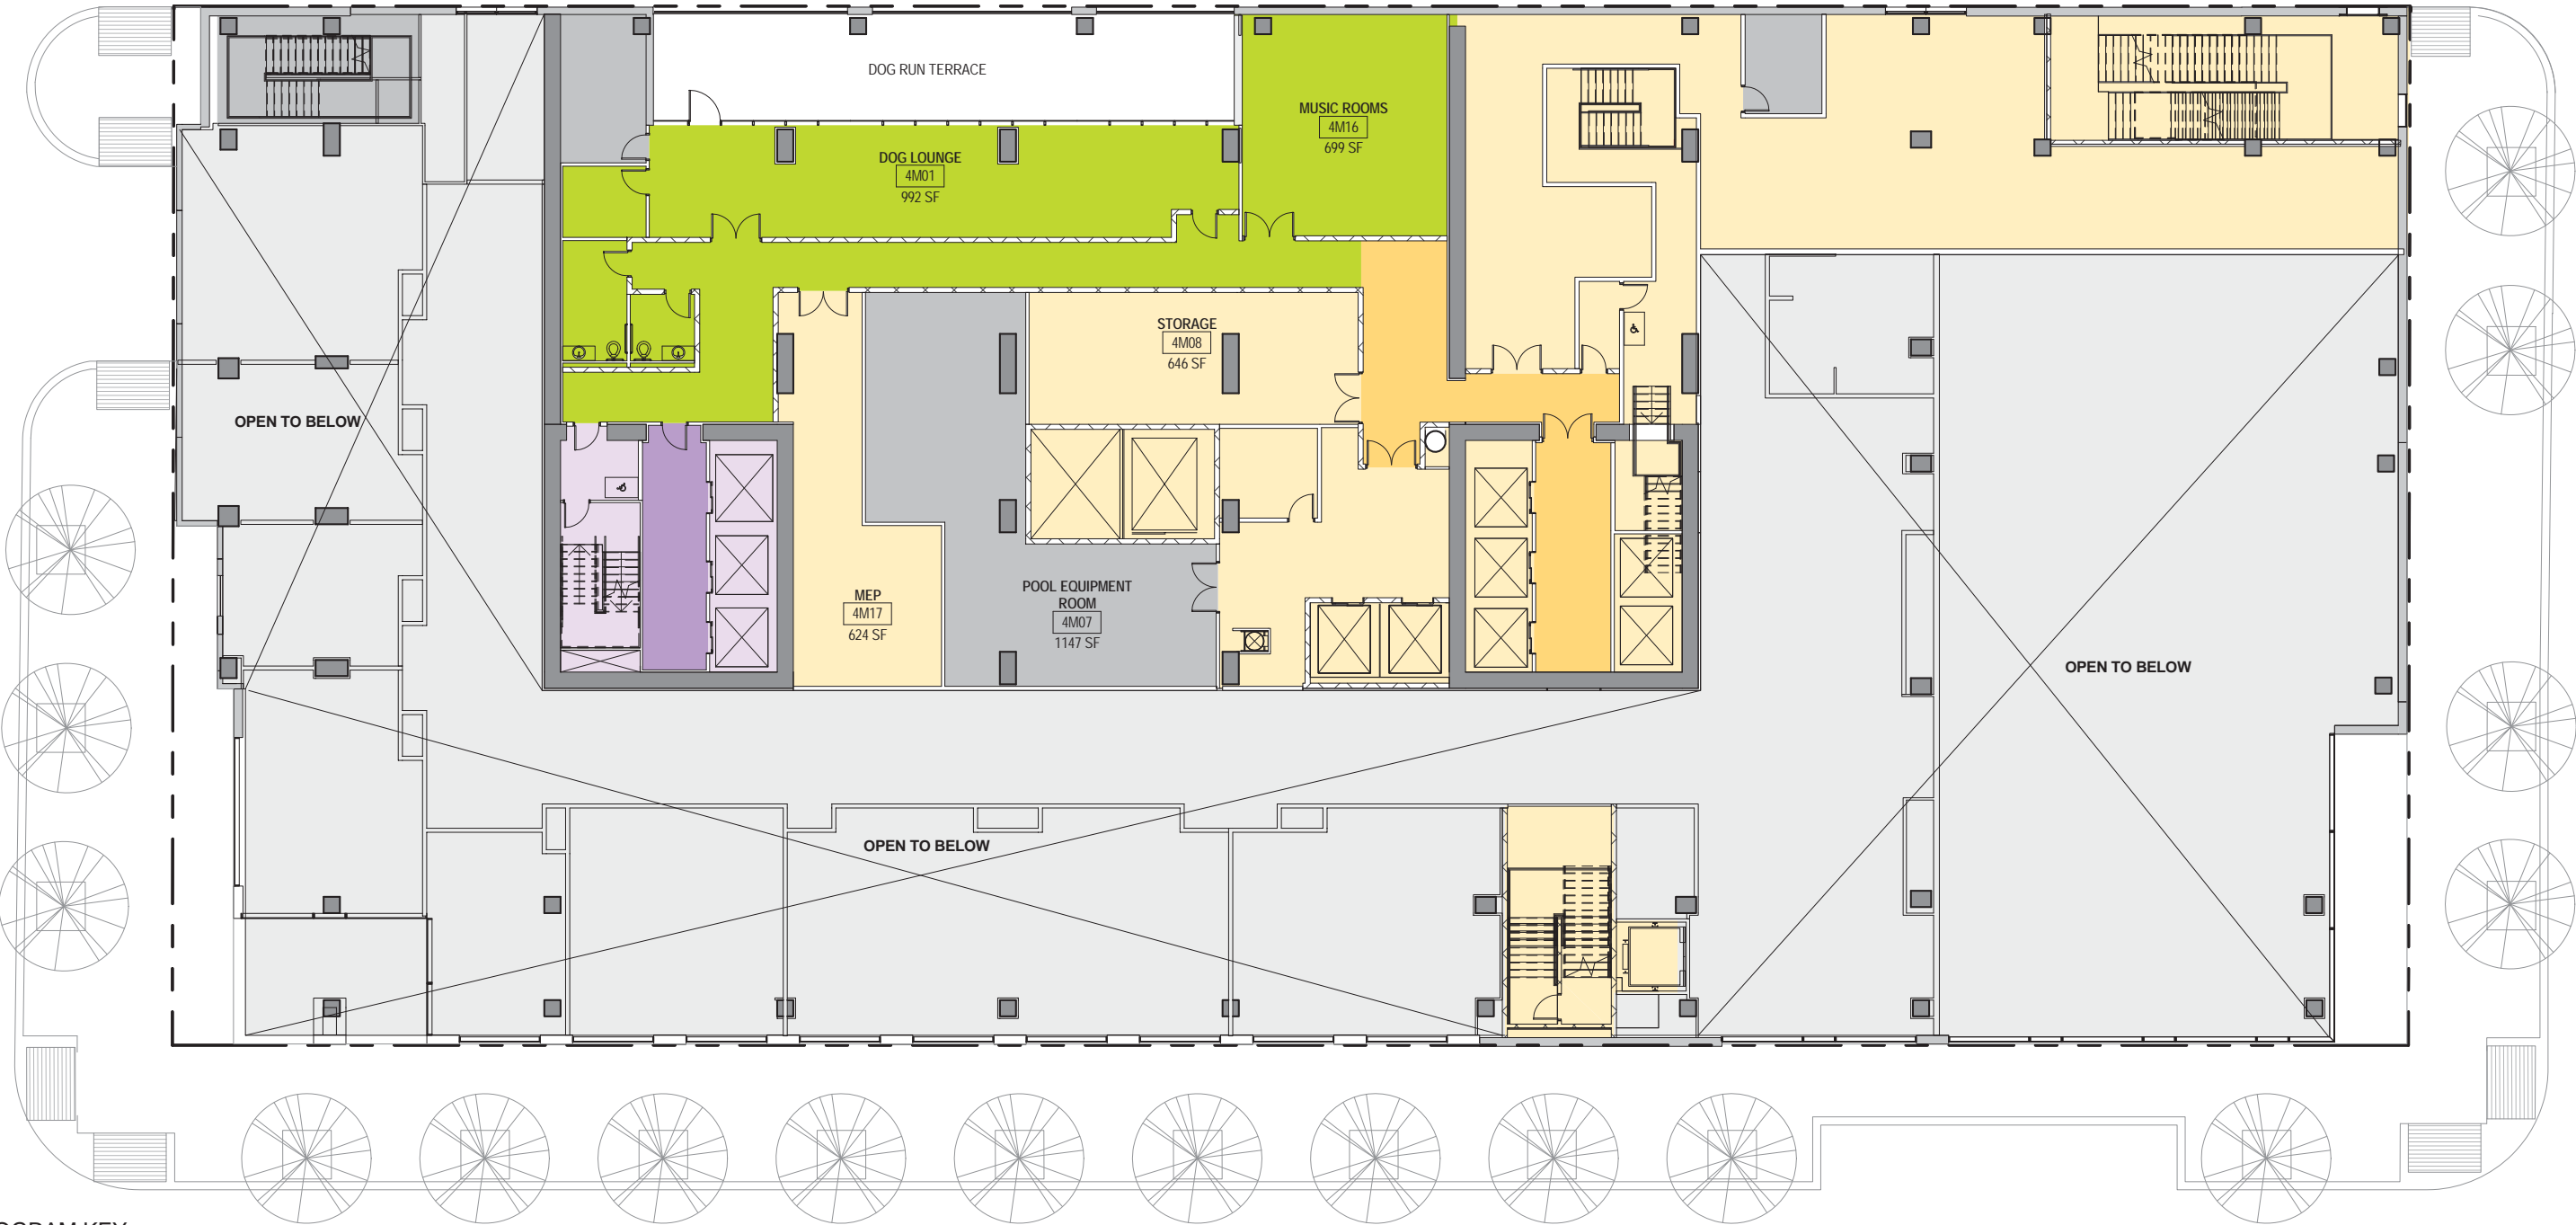 DOG RUN TERRACE
MUSIC ROOMS
4M16
699 SF
DOG LOUNGE
4M01
992 SF
STORAGE
4M08
646 SF
OPEN TO BELOW
MEP
4M17
624 SF
POOL EQUIPMENT
ROOM
4M07
1147 SF
OPEN TO BELOW
OPEN TO BELOW